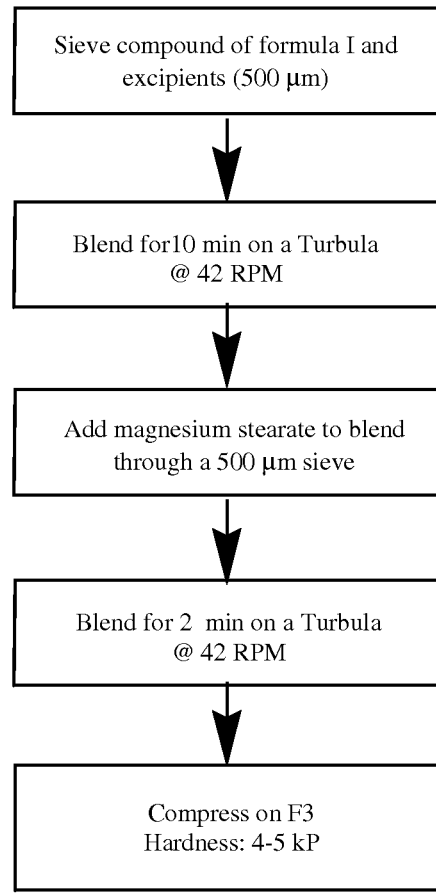 Sieve compound of formula I and
excipients (500 µm)
Blend for10 min on a Turbula
@ 42 RPM
Add magnesium stearate to blend
through a 500 µm sieve
Blend for 2 min on a Turbula
@ 42 RPM
Compress on F3
Hardness: 4-5 kP